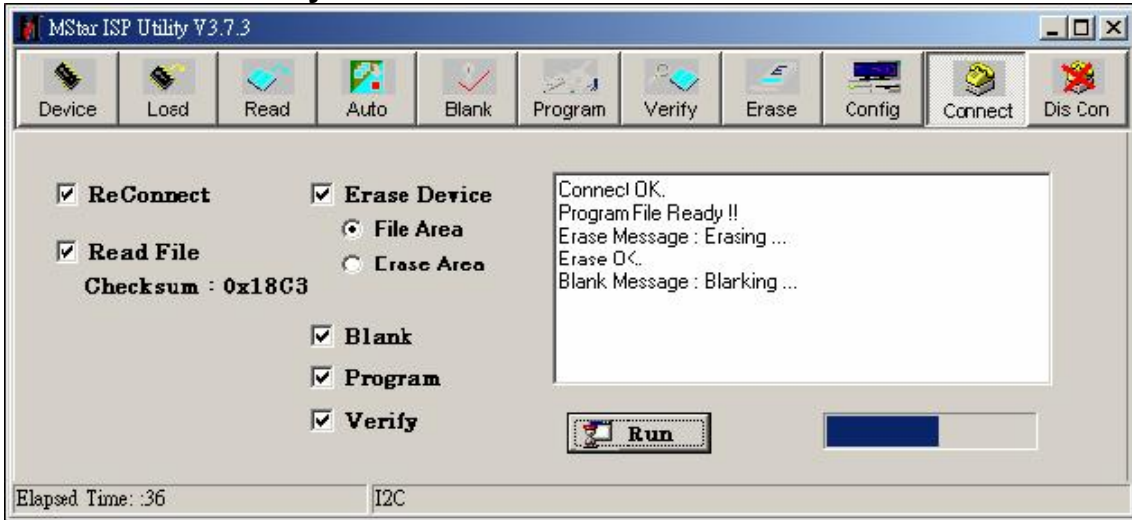 MStar ISP Utility V3.7.3
Device Load Read Auto Blank Program Verify Erase Config Connect Dis Con
ReConnect
Read File
Checksum : 0x18C3
Erase Device
File Area
Erase Area
Blank
Program
Verify
Connect OK.
Program File Ready !!
Erase Message : Erasing ...
Erase OK.
Blank Message : Blanking ...
Run
Elapsed Time: :36 I2C